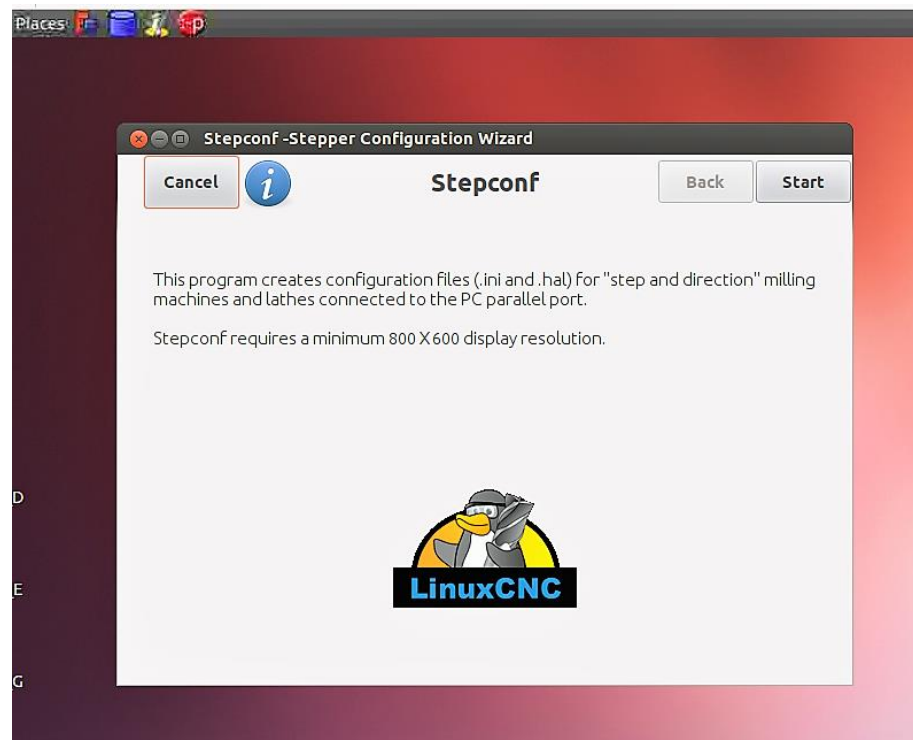 Places
Stepconf -Stepper Configuration Wizard
Cancel
Stepconf
Back
Start
This program creates configuration files (.ini and .hal) for "step and direction" milling
machines and lathes connected to the PC parallel port.
Stepconf requires a minimum 800 X 600 display resolution.
D
LinuxCNC
E
G